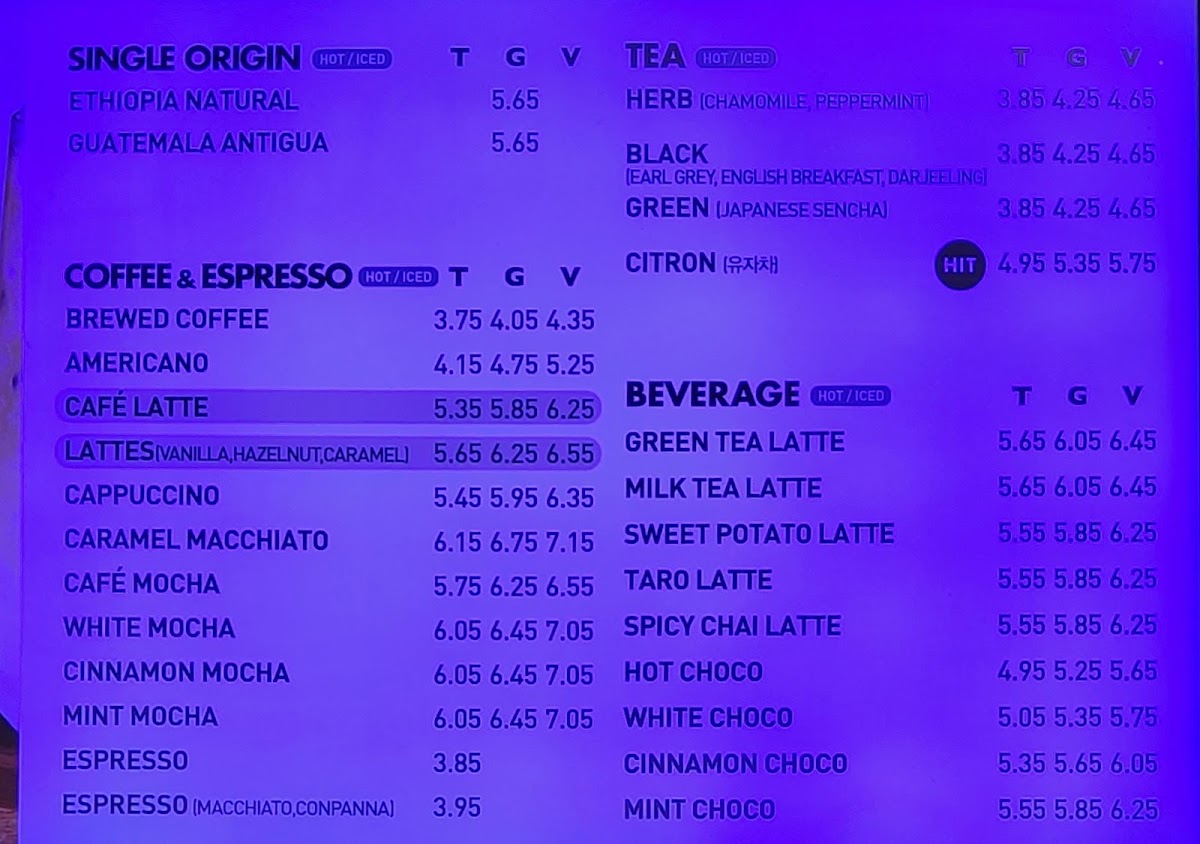 SINGLE ORIGIN HOT/ICED T G V
ETHIOPIA NATURAL 5.65
GUATEMALA ANTIGUA 5.65
COFFEE & ESPRESSO HOT/ICED T G V
BREWED COFFEE 3.75 4.05 4.35
AMERICANO 4.15 4.75 5.25
CAFÉ LATTE 5.35 5.85 6.25
LATTES(VANILLA,HAZELNUT,CARAMEL) 5.65 6.25 6.55
CAPPUCCINO 5.45 5.95 6.35
CARAMEL MACCHIATO 6.15 6.75 7.15
CAFÉ MOCHA 5.75 6.25 6.55
WHITE MOCHA 6.05 6.45 7.05
CINNAMON MOCHA 6.05 6.45 7.05
MINT MOCHA 6.05 6.45 7.05
ESPRESSO 3.85
ESPRESSO (MACCHIATO,CONPANNA) 3.95
TEA HOT/ICED T G V
HERB (CHAMOMILE, PEPPERMINT) 3.85 4.25 4.65
BLACK 3.85 4.25 4.65
(EARL GREY, ENGLISH BREAKFAST, DARJEELING)
GREEN (JAPANESE SENCHA) 3.85 4.25 4.65
CITRON (유자차) HIT 4.95 5.35 5.75
BEVERAGE HOT/ICED T G V
GREEN TEA LATTE 5.65 6.05 6.45
MILK TEA LATTE 5.65 6.05 6.45
SWEET POTATO LATTE 5.55 5.85 6.25
TARO LATTE 5.55 5.85 6.25
SPICY CHAI LATTE 5.55 5.85 6.25
HOT CHOCO 4.95 5.25 5.65
WHITE CHOCO 5.05 5.35 5.75
CINNAMON CHOCO 5.35 5.65 6.05
MINT CHOCO 5.55 5.85 6.25